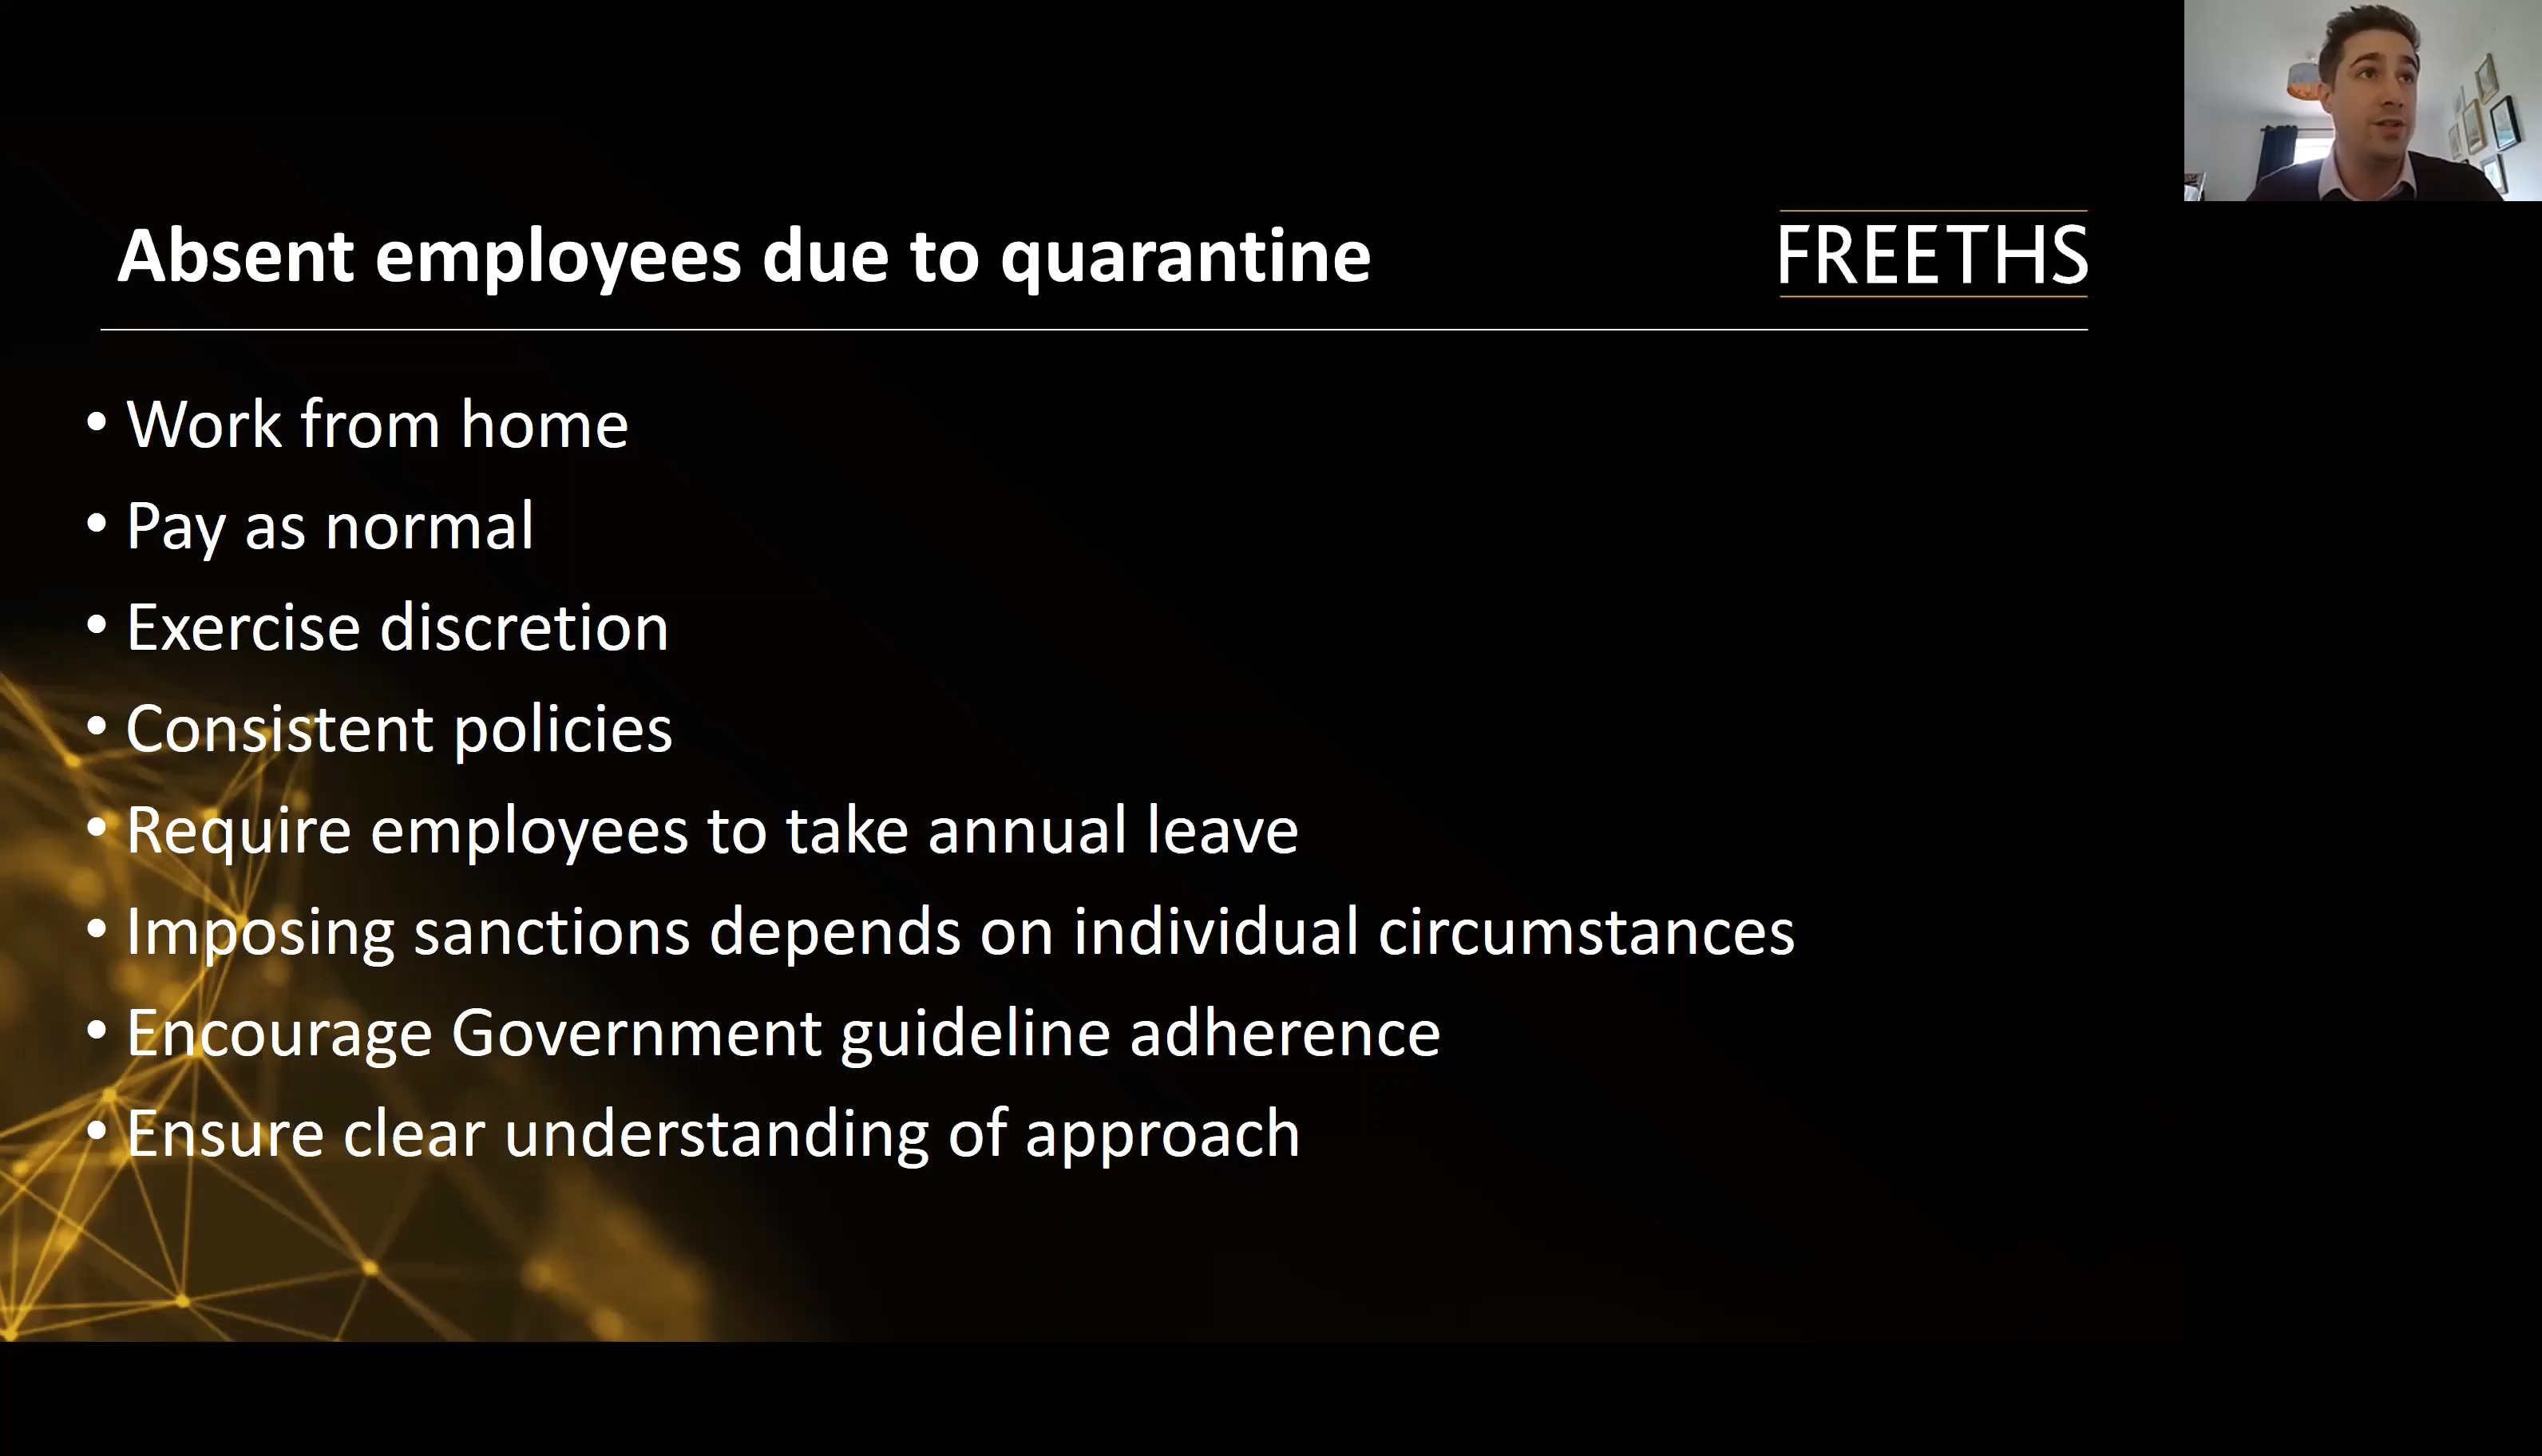 Absent employees due to quarantine
FREETHS
• Work from home
• Pay as normal
• Exercise discretion
• Consistent policies
• Require employees to take annual leave
• Imposing sanctions depends on individual circumstances
• Encourage Government guideline adherence
• Ensure clear understanding of approach